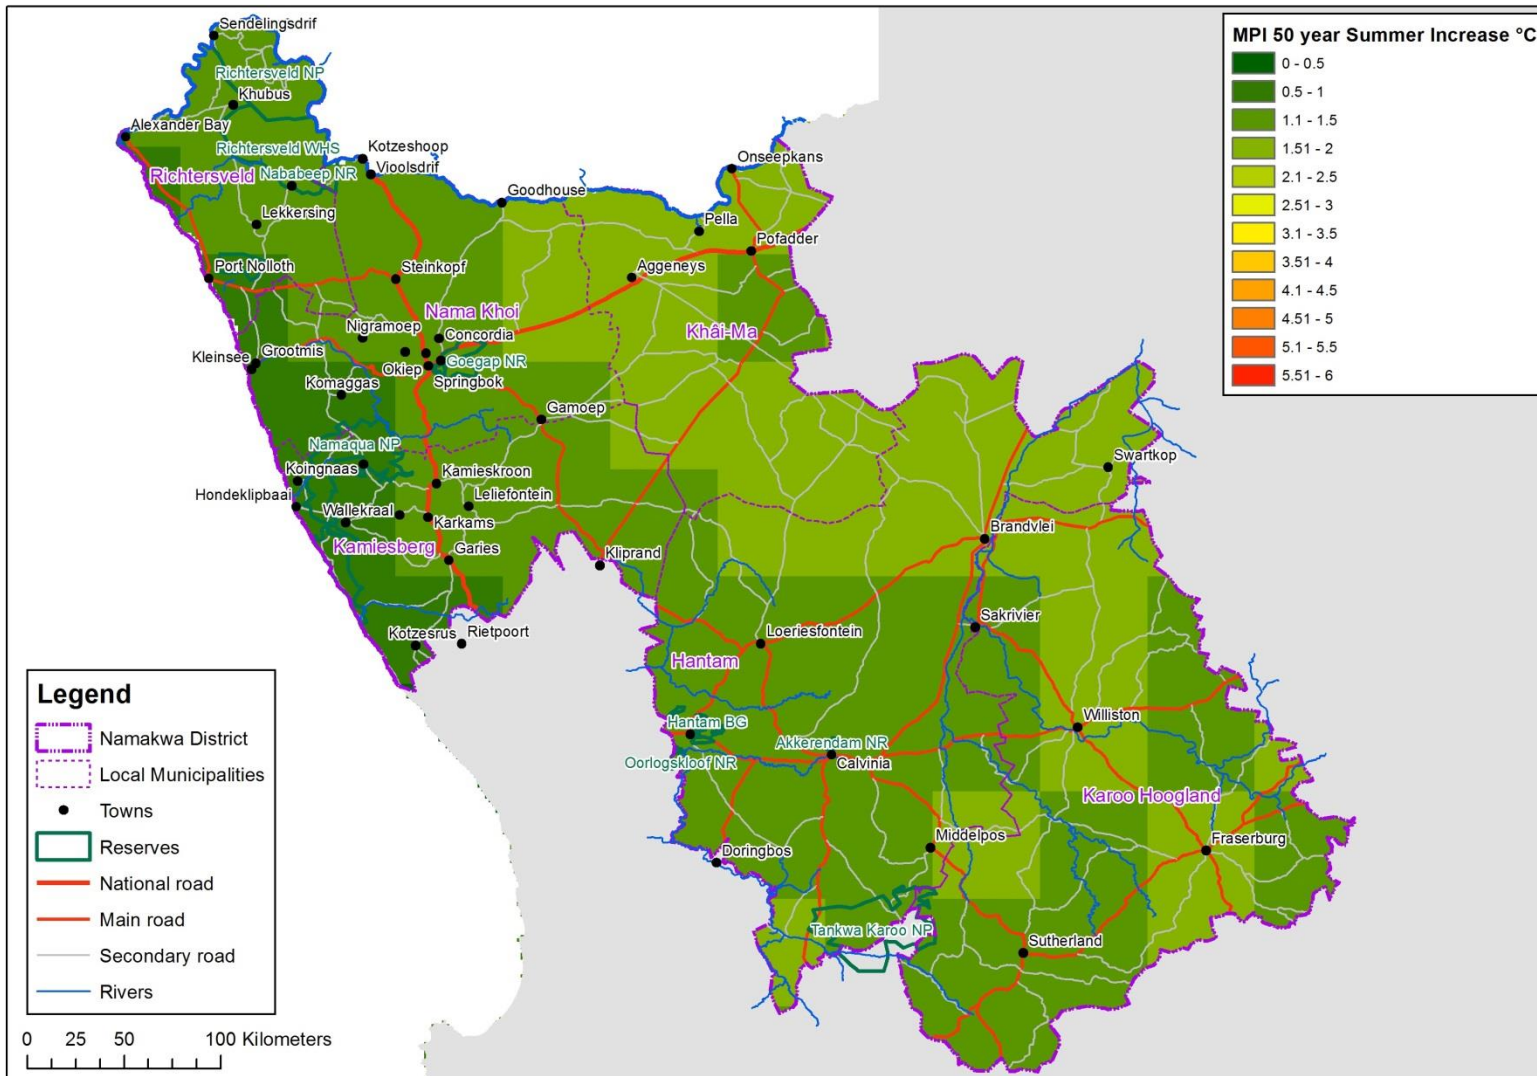 Sendelingsdrif
Richtersveld NP
Khubus
Alexander Bay
Kotzeshoop
Richtersveld WHS
Vioolsdrif
Richtersveld
Nababeep NR
Goodhouse
Onseepkans
Lekkersing
Pella
Pofadder
Port Nolloth
Steinkopf
Aggeneys
Nama Khoi
Nigramoep
Concordia
Khâi-Ma
Kleinsee
Grootmis
Okiep
Goegap NR
Springbok
Komaggas
Gamoep
Namaqua NP
Koingnaas
Kamieskroon
Swartkop
Hondeklipbaai
Leliefontein
Wallekraal
Karkams
Brandvlei
Kamiesberg
Garies
Kliprand
Kotzesrus
Rietpoort
Loeriesfontein
Sakrivier
Hantam
Hantam BG
Williston
Akkerendam NR
Oorlogskloof NR
Calvinia
Karoo Hoogland
Middelpos
Fraserburg
Doringbos
Tankwa Karoo NP
Sutherland
MPI 50 year Summer Increase °C
0 - 0.5
0.5 - 1
1.1 - 1.5
1.51 - 2
2.1 - 2.5
2.51 - 3
3.1 - 3.5
3.51 - 4
4.1 - 4.5
4.51 - 5
5.1 - 5.5
5.51 - 6
Legend
Namakwa District
Local Municipalities
Towns
Reserves
National road
Main road
Secondary road
Rivers
0 25 50 100 Kilometers